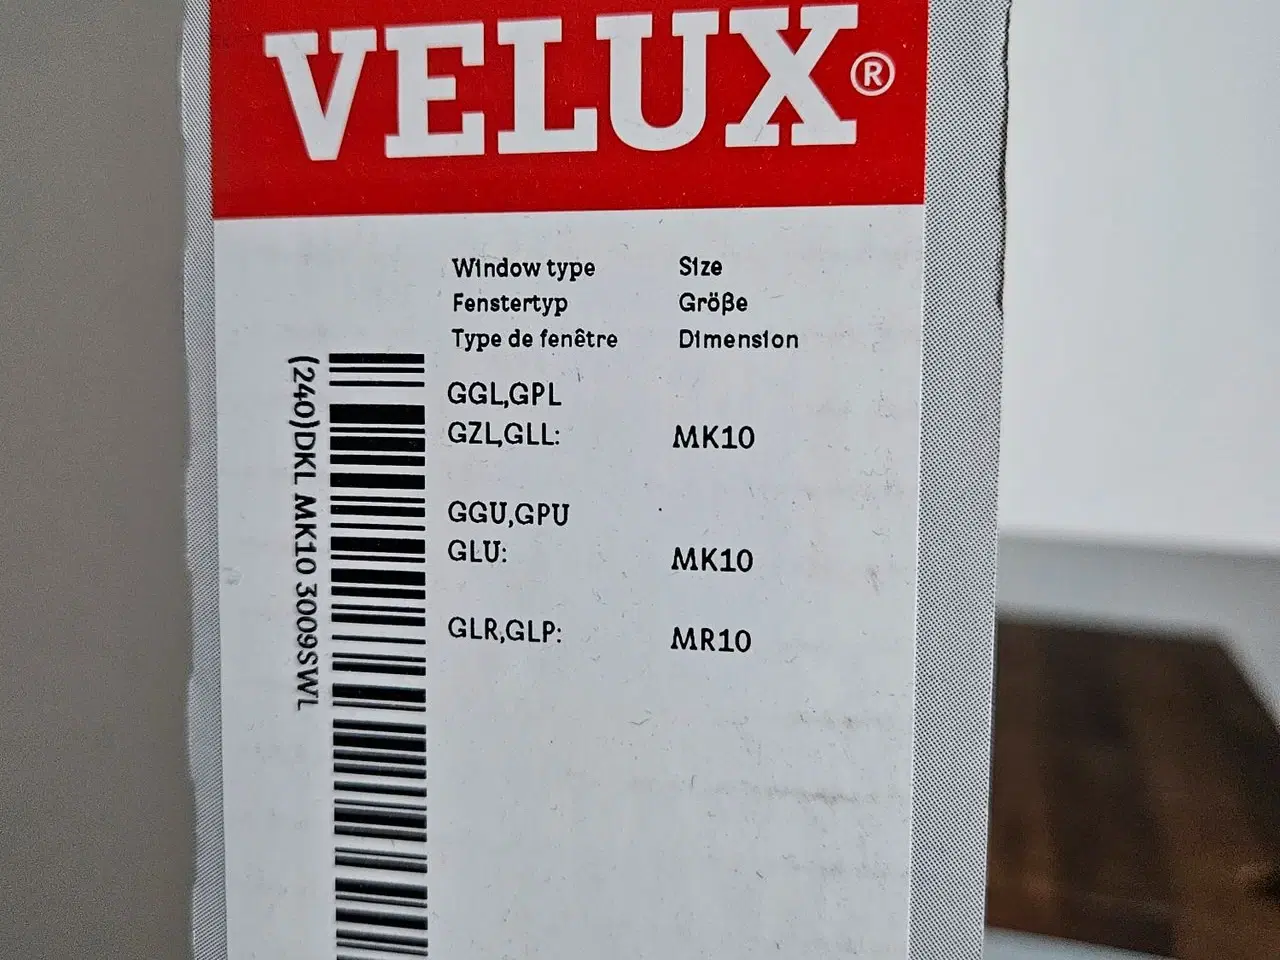 VELUX®
Window type Size
Fenstertyp Größe
Type de fenêtre Dimension
GGL,GPL
GZL,GLL: MK10
GGU,GPU
GLU: MK10
GLR,GLP: MR10
(240)DKL MK10 3009SWL